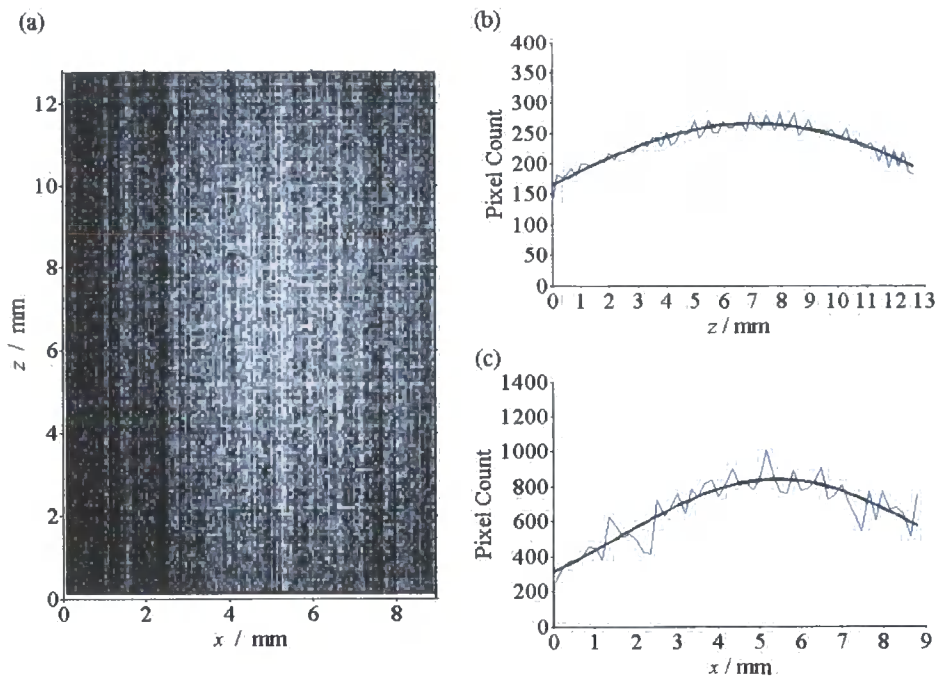 (a)
12
10
8
6
4
2
0
z / mm
0 2 4 6 8
x / mm
(b)
400
350
300
250
200
150
100
50
0
Pixel Count
0 1 2 3 4 5 6 7 8 9 10 11 12 13
z / mm
(c)
1400
1200
1000
800
600
400
200
0
Pixel Count
0 1 2 3 4 5 6 7 8 9
x / mm